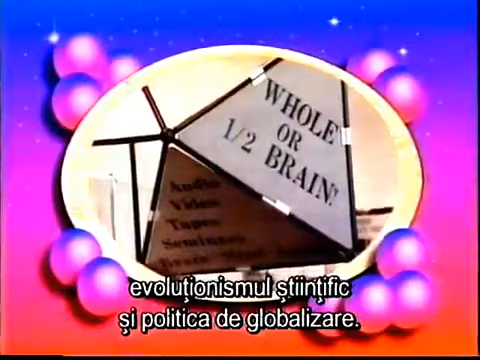 WHOLE
OR
1/2 BRAIN?
Audio
Video
Tapes
Seminars
evoluţionismul ştiinţific
şi politica de globalizare.